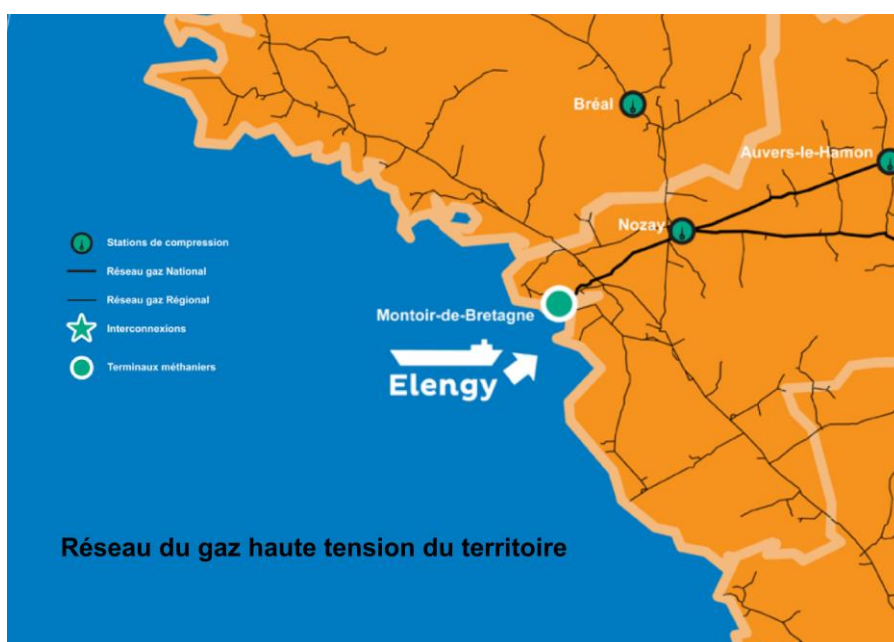 Bréal
Auvers-le-Hamon
Nozay
Stations de compression
Réseau gaz National
Réseau gaz Régional
Interconnexions
Terminaux méthaniers
Montoir-de-Bretagne
Elengy
Réseau du gaz haute tension du territoire